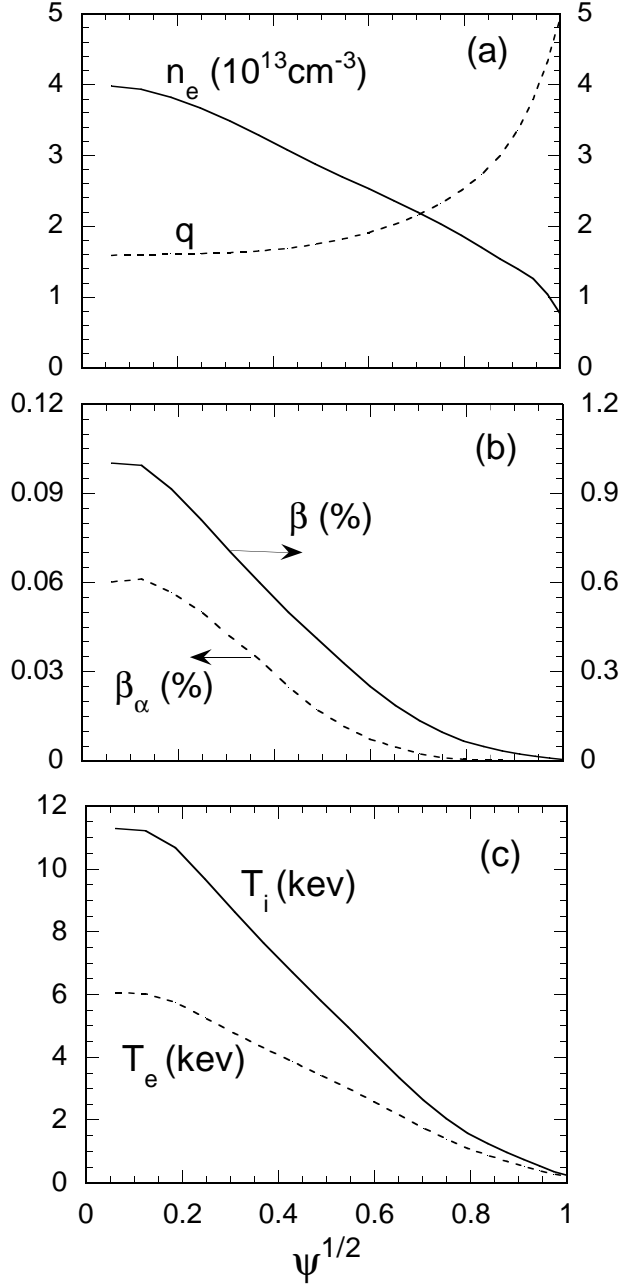 5 5
n_e (10^13cm^-3) (a)
4 4
3 3
q
2 2
1 1
0 0
0.12 1.2
(b)
0.09 0.9
β (%)
0.06 0.6
0.03 0.3
β_α (%)
0 0
12
(c)
10
T_i (kev)
8
6
4
T_e (kev)
2
0
0 0.2 0.4 0.6 0.8 1
ψ^1/2